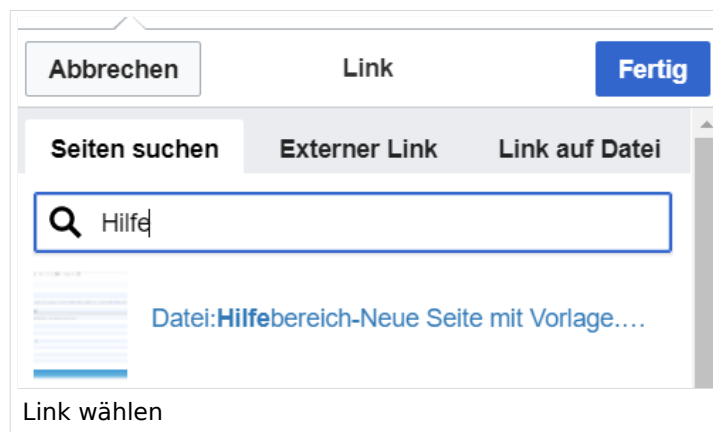 Abbrechen Link Fertig
Seiten suchen Externer Link Link auf Datei
Hilfe
Datei:Hilfebereich-Neue Seite mit Vorlage....
Link wählen